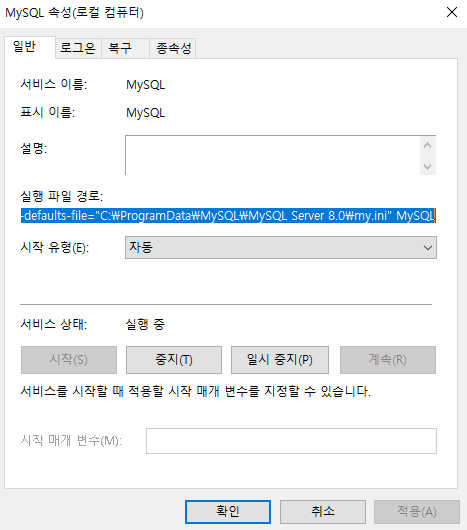 MySQL 속성(로컬 컴퓨터)
일반 로그온 복구 종속성
서비스 이름: MySQL
표시 이름: MySQL
설명:
실행 파일 경로:
-defaults-file="C:₩ProgramData₩MySQL₩MySQL Server 8.0₩my.ini" MySQL
시작 유형(E): 자동
서비스 상태: 실행 중
시작(S) 중지(T) 일시 중지(P) 계속(R)
서비스를 시작할 때 적용할 시작 매개 변수를 지정할 수 있습니다.
시작 매개 변수(M):
확인 취소 적용(A)